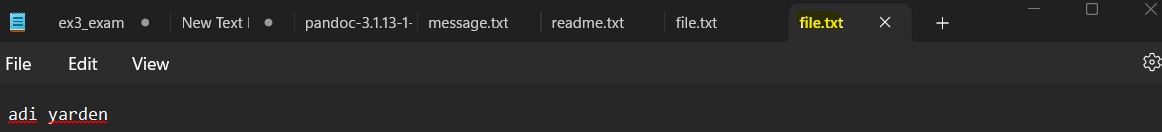 ex3_exam New Text pandoc-3.1.13-1- message.txt readme.txt file.txt file.txt
File Edit View
adi yarden